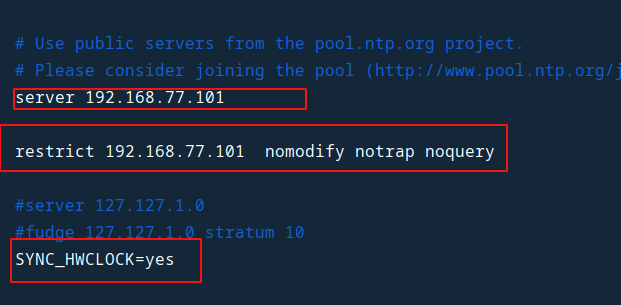 # Use public servers from the pool.ntp.org project.
# Please consider joining the pool (http://www.pool.ntp.org/j
server 192.168.77.101
restrict 192.168.77.101  nomodify notrap noquery
#server 127.127.1.0
#fudge 127.127.1.0 stratum 10
SYNC_HWCLOCK=yes